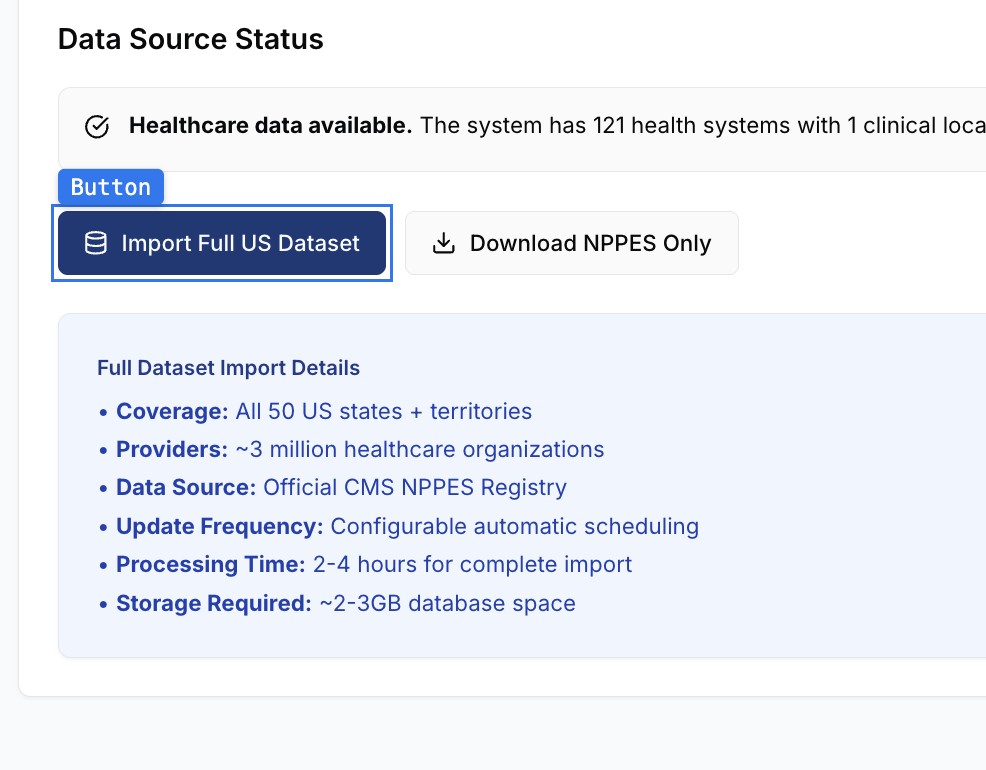 Data Source Status
Healthcare data available. The system has 121 health systems with 1 clinical loca
Button
Import Full US Dataset
Download NPPES Only
Full Dataset Import Details
• Coverage: All 50 US states + territories
• Providers: ~3 million healthcare organizations
• Data Source: Official CMS NPPES Registry
• Update Frequency: Configurable automatic scheduling
• Processing Time: 2-4 hours for complete import
• Storage Required: ~2-3GB database space